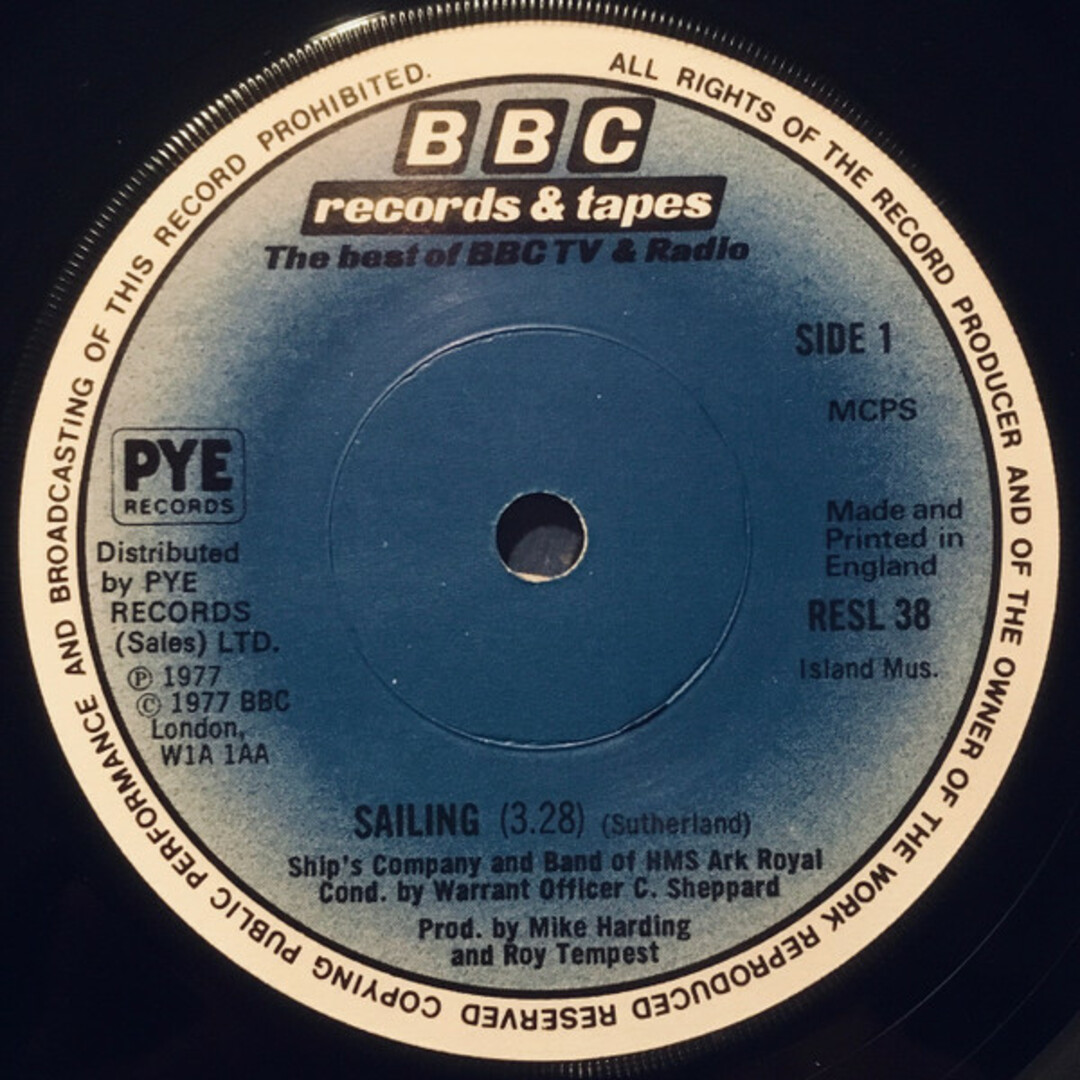 ALL RIGHTS OF THE RECORD PRODUCER AND OF THE OWNER OF THE WORK REPRODUCED RESERVED COPYING PUBLIC PERFORMANCE AND BROADCASTING OF THIS RECORD PROHIBITED.
BBC
records & tapes
The best of BBC TV & Radio
SIDE 1
MCPS
PYE
RECORDS
Distributed
by PYE
RECORDS
(Sales) LTD.
℗ 1977
© 1977 BBC
London,
W1A 1AA
Made and
Printed in
England
RESL 38
Island Mus.
SAILING (3.28) (Sutherland)
Ship's Company and Band of HMS Ark Royal
Cond. by Warrant Officer C. Sheppard
Prod. by Mike Harding
and Roy Tempest